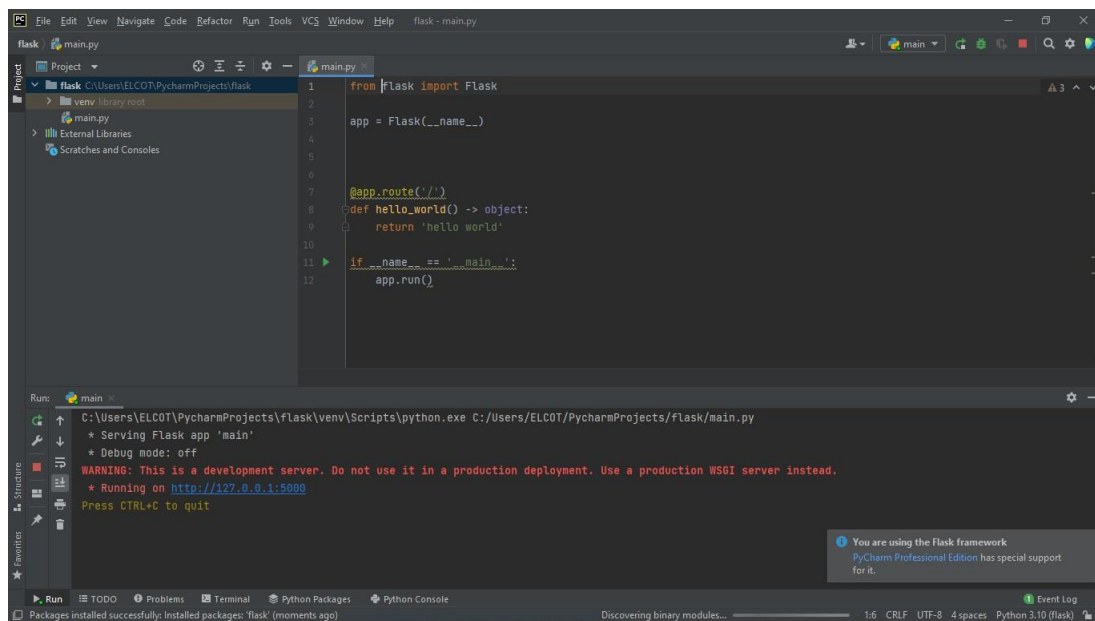 PC File Edit View Navigate Code Refactor Run Tools VCS Window Help flask - main.py
flask main.py main
Project
flask C:\Users\ELCOT\PycharmProjects\flask
venv library root
main.py
External Libraries
Scratches and Consoles
Project
main.py
1 from flask import Flask
2
3 app = Flask(__name__)
4
5
6
7 @app.route('/')
8 def hello_world() -> object:
9 return 'hello world'
10
11 if __name__ == '__main__':
12 app.run()
3
Run: main
C:\Users\ELCOT\PycharmProjects\flask\venv\Scripts\python.exe C:/Users/ELCOT/PycharmProjects/flask/main.py
* Serving Flask app 'main'
* Debug mode: off
WARNING: This is a development server. Do not use it in a production deployment. Use a production WSGI server instead.
* Running on http://127.0.0.1:5000
Press CTRL+C to quit
Structure
Favorites
You are using the Flask framework
PyCharm Professional Edition has special support
for it.
Run TODO Problems Terminal Python Packages Python Console 1 Event Log
Packages installed successfully: Installed packages: 'flask' (moments ago) Discovering binary modules... 1:6 CRLF UTF-8 4 spaces Python 3.10 (flask)